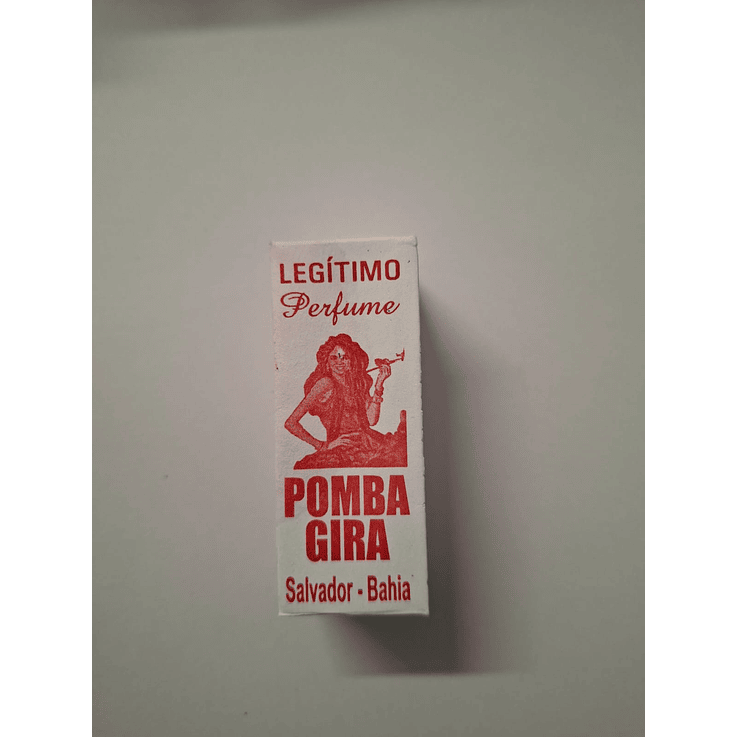 LEGÍTIMO
Perfume
POMBA
GIRA
Salvador - Bahia